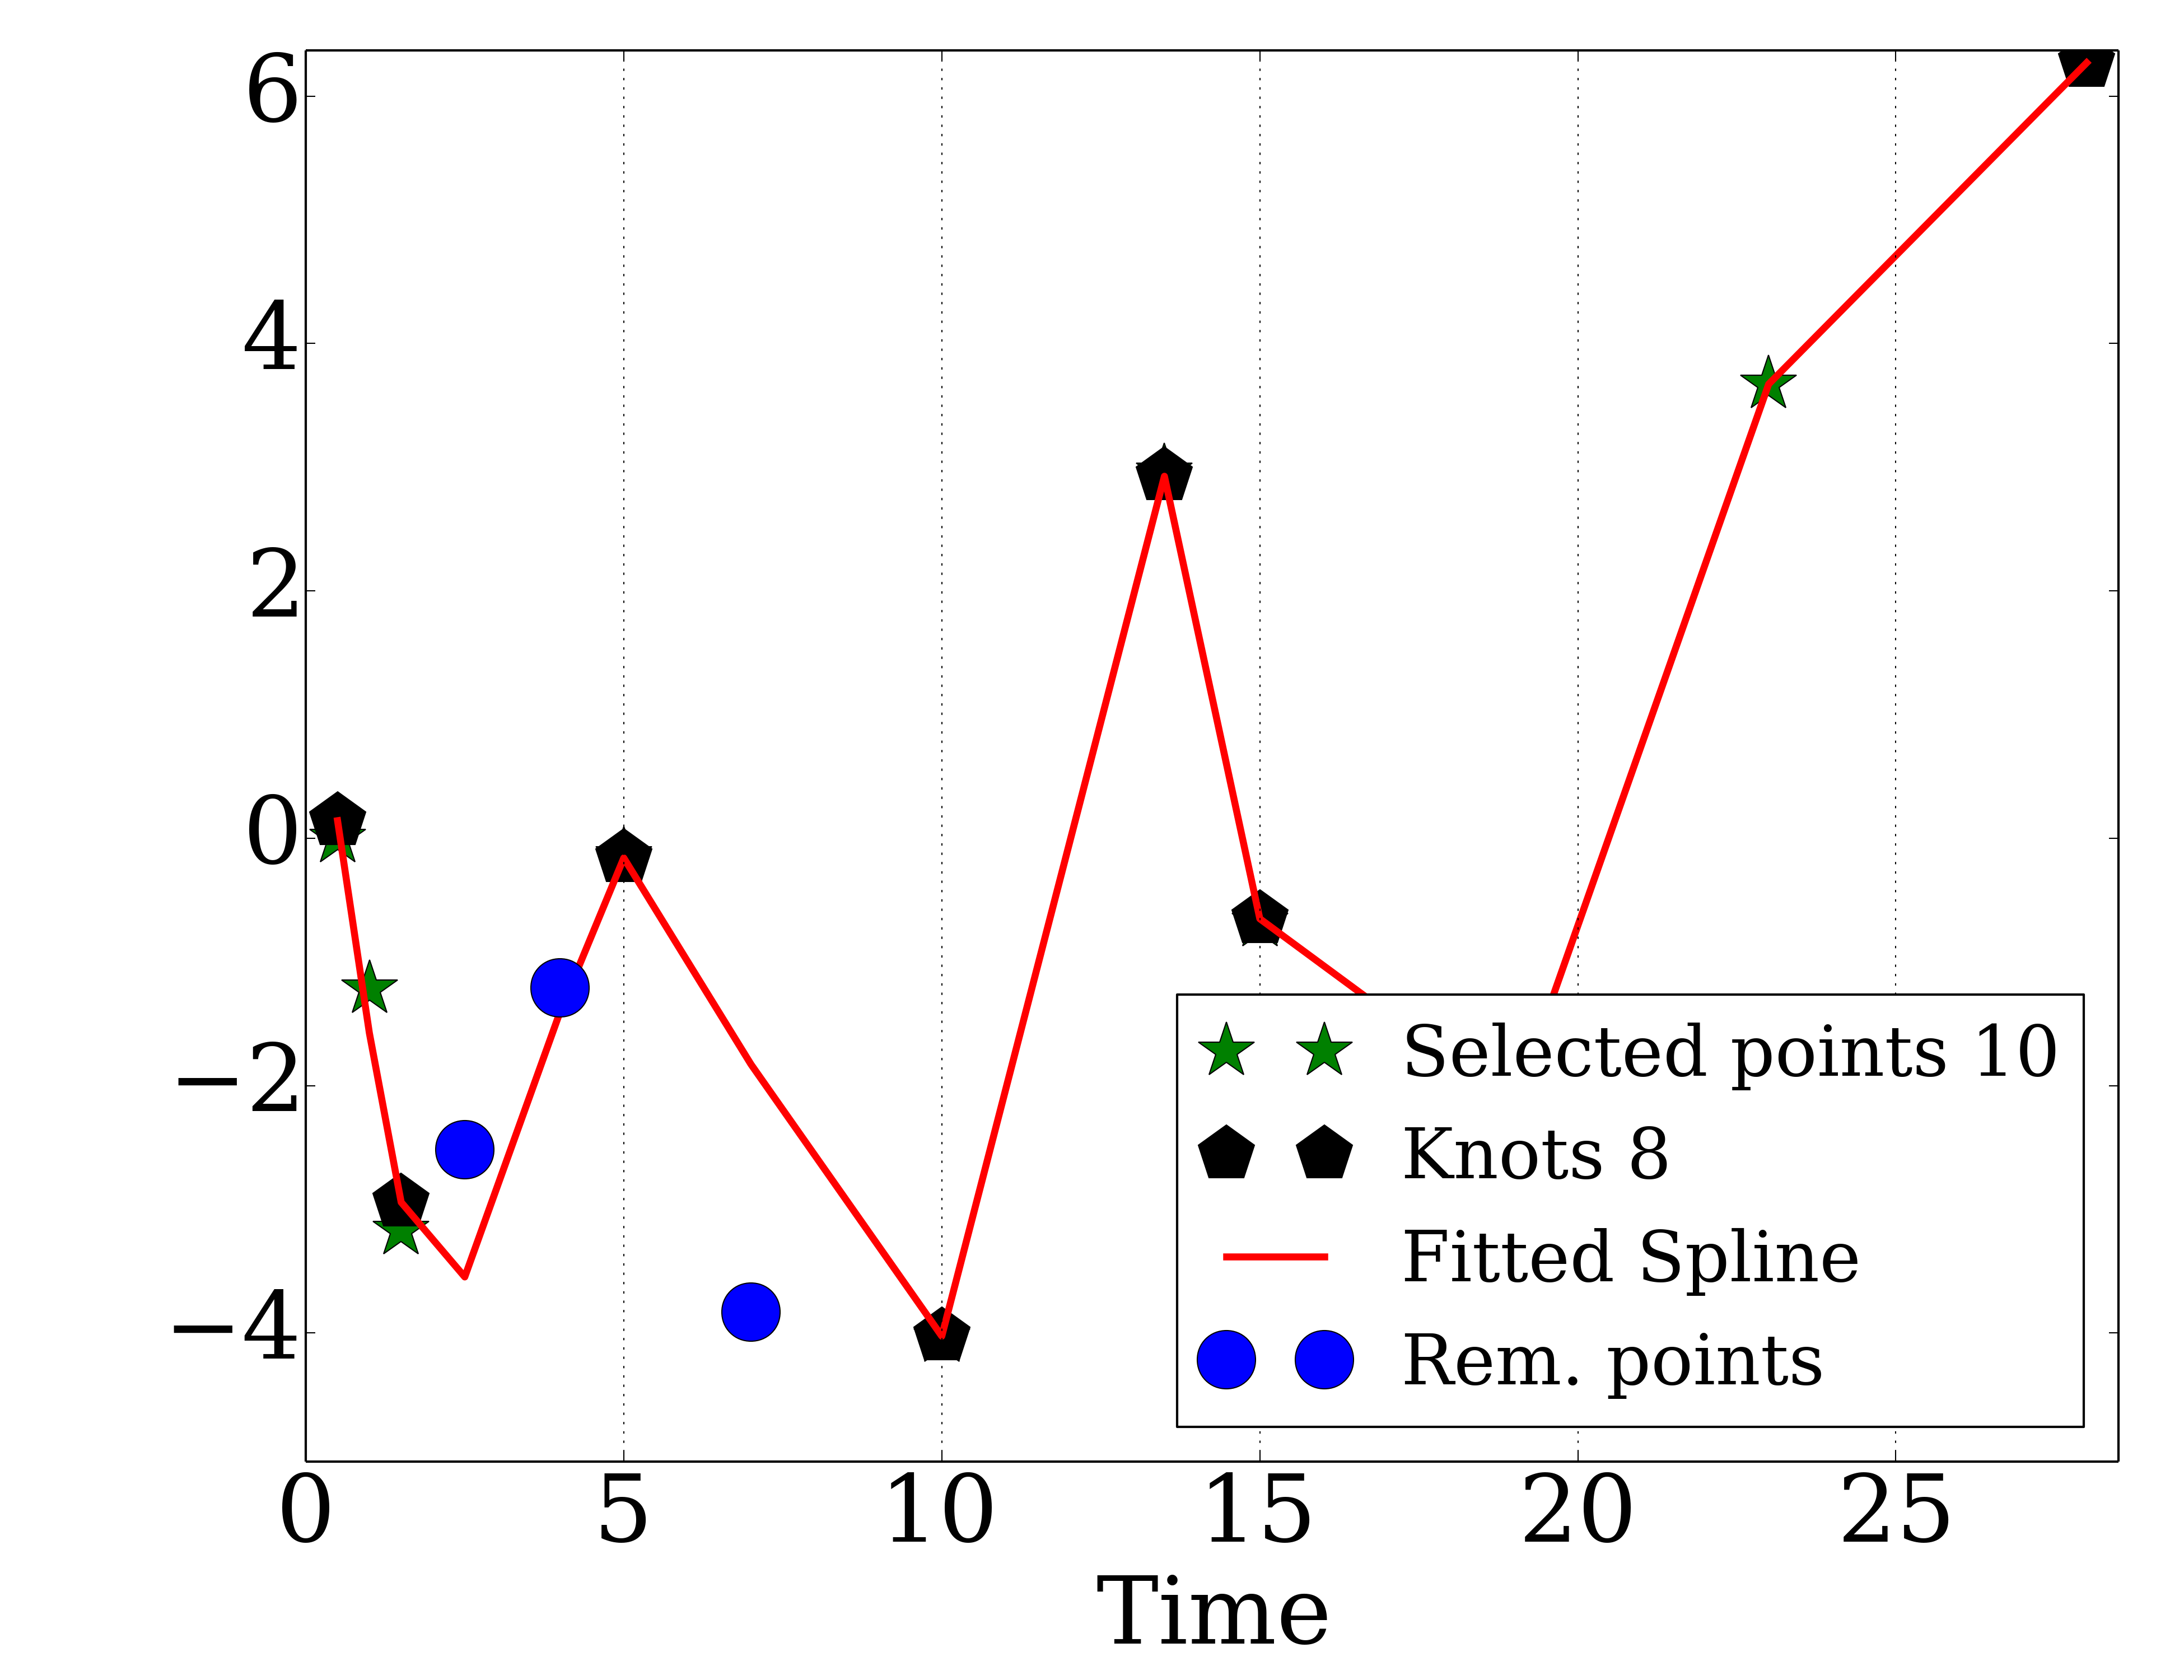 6
4
2
0
−2
−4
Selected points 10
Knots 8
Fitted Spline
Rem. points
0 5 10 15 20 25
Time